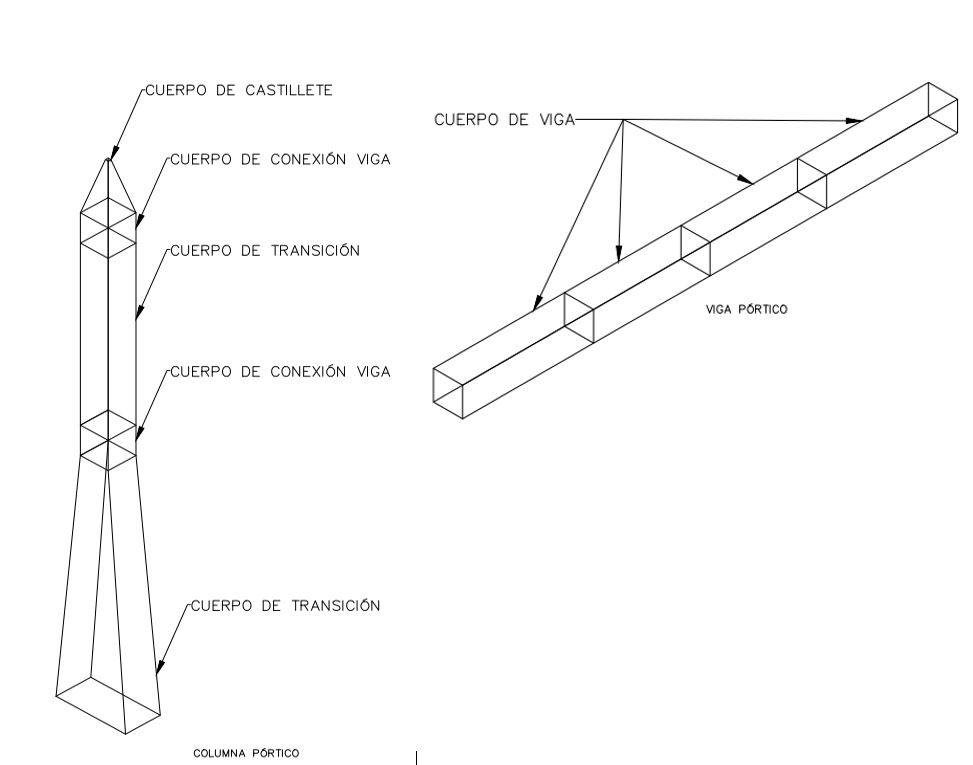 CUERPO DE CASTILLETE
CUERPO DE CONEXIÓN VIGA
CUERPO DE TRANSICIÓN
CUERPO DE CONEXIÓN VIGA
CUERPO DE TRANSICIÓN
COLUMNA PÓRTICO
CUERPO DE VIGA
VIGA PÓRTICO